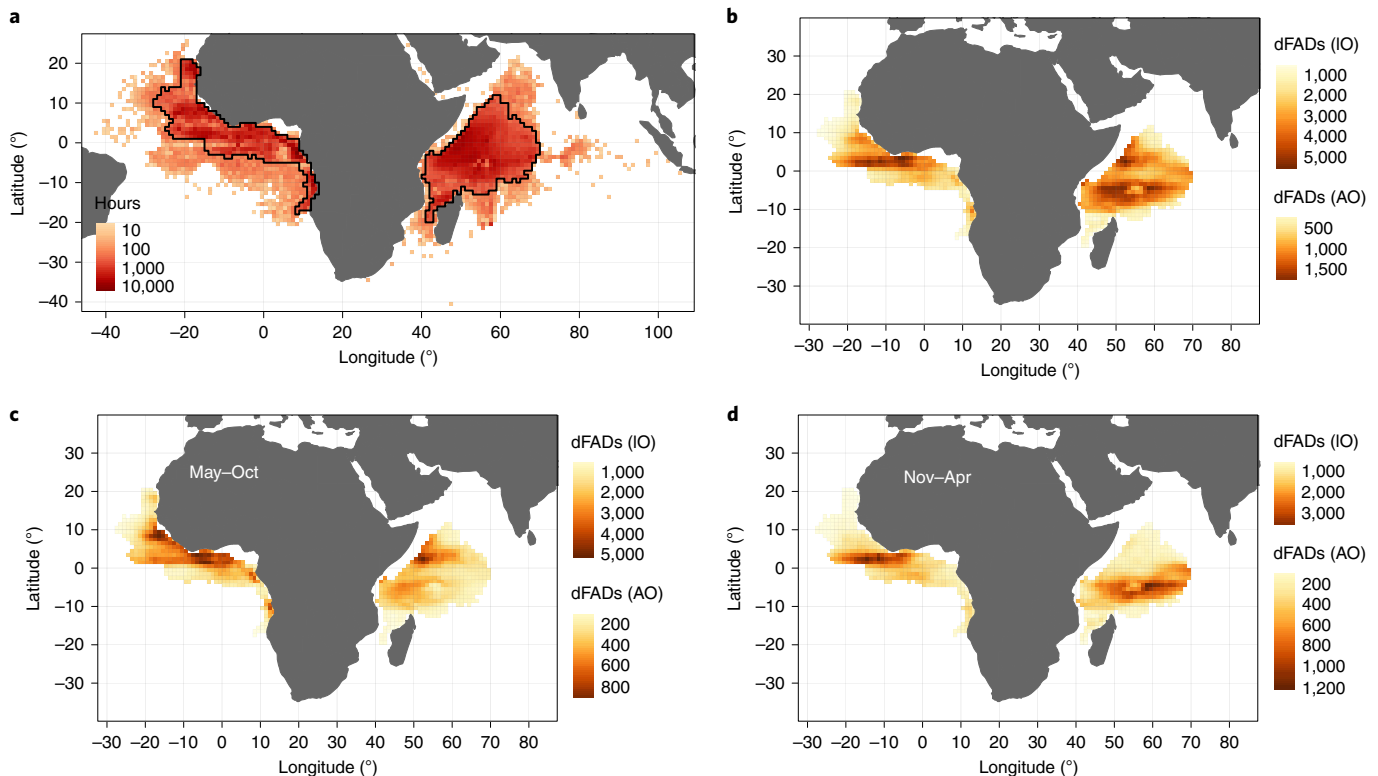 a
20
10
0
−10
−20
−30
−40
Latitude (°)
Hours
10
100
1,000
10,000
−40 −20 0 20 40 60 80 100
Longitude (°)
b
30
20
10
0
−10
−20
−30
Latitude (°)
−30 −20 −10 0 10 20 30 40 50 60 70 80
Longitude (°)
dFADs (IO)
1,000
2,000
3,000
4,000
5,000
dFADs (AO)
500
1,000
1,500
c
May–Oct
30
20
10
0
−10
−20
−30
Latitude (°)
−30 −20 −10 0 10 20 30 40 50 60 70 80
Longitude (°)
dFADs (IO)
1,000
2,000
3,000
4,000
5,000
dFADs (AO)
200
400
600
800
d
Nov–Apr
30
20
10
0
−10
−20
−30
Latitude (°)
−30 −20 −10 0 10 20 30 40 50 60 70 80
Longitude (°)
dFADs (IO)
1,000
2,000
3,000
dFADs (AO)
200
400
600
800
1,000
1,200